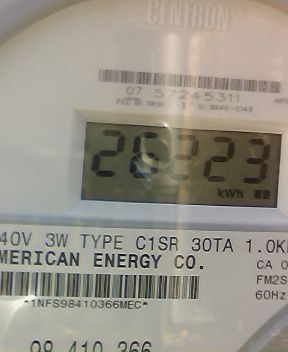 CENTRON
07 57245311
26223
kWh
40V 3W TYPE C1SR 30TA 1.0K
MERICAN ENERGY CO.
CA 0
FM2S
60Hz
*1NFS98410366MEC*
98 410 366